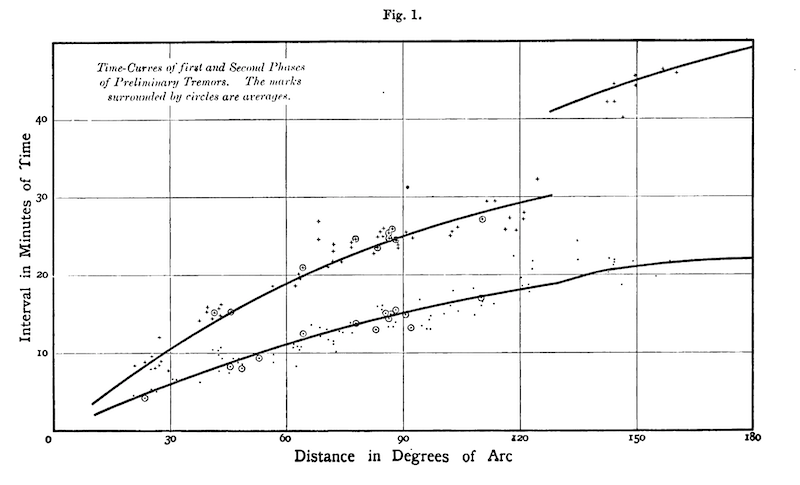 Fig. 1.
Time-Curves of first and Second Phases
of Preliminary Tremors. The marks
surrounded by circles are averages.
Interval in Minutes of Time
40
30
20
10
0 30 60 90 120 150 180
Distance in Degrees of Arc